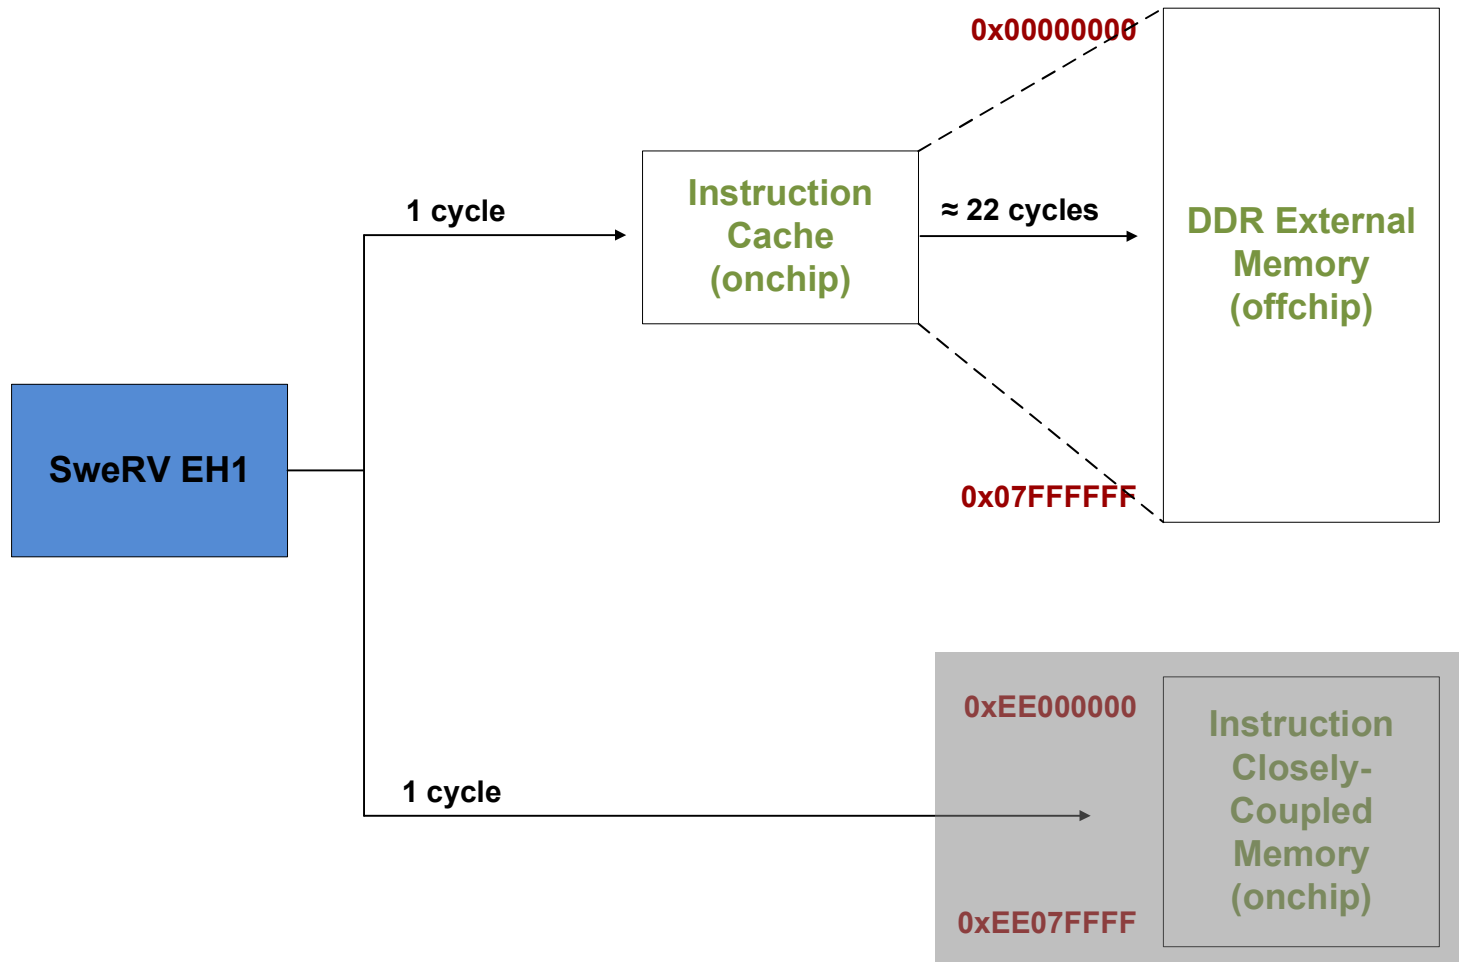 0x00000000
1 cycle
Instruction
Cache
(onchip)
≈ 22 cycles
DDR External
Memory
(offchip)
SweRV EH1
0x07FFFFFF
0xEE000000
Instruction
Closely-
Coupled
Memory
(onchip)
1 cycle
0xEE07FFFF